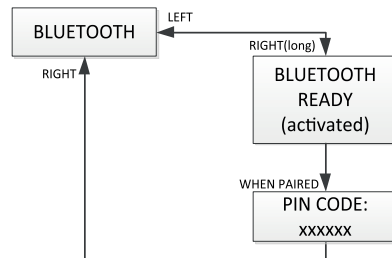 LEFT
BLUETOOTH
RIGHT(long)
RIGHT
BLUETOOTH
READY
(activated)
WHEN PAIRED
PIN CODE:
xxxxxx